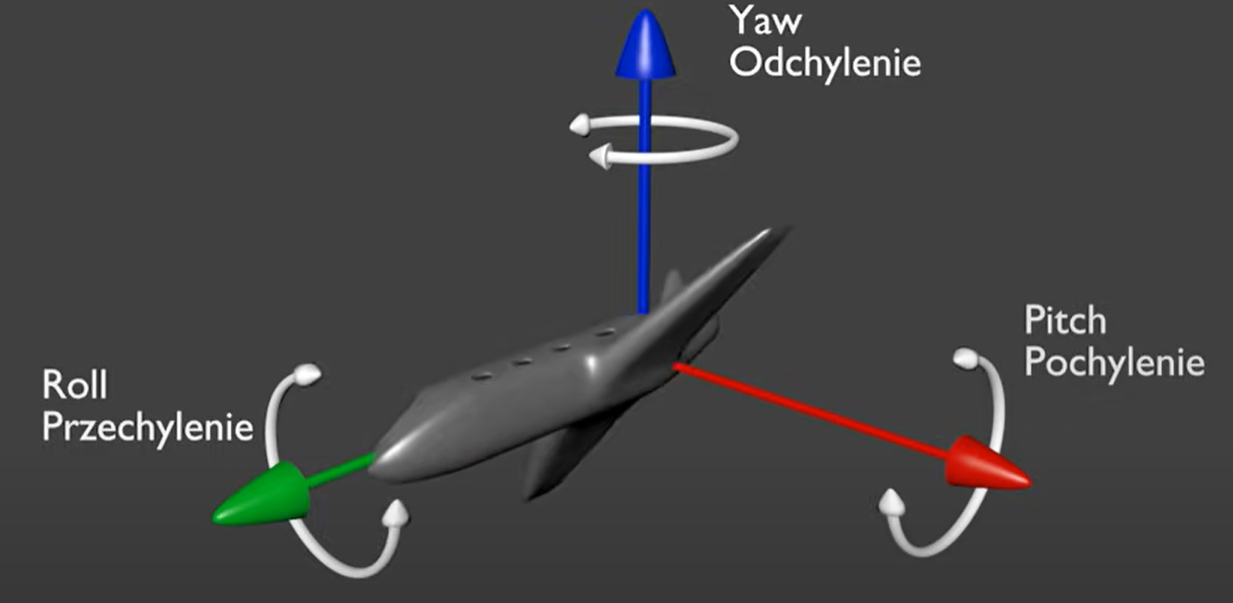 Yaw
Odchylenie
Pitch
Pochylenie
Roll
Przechylenie